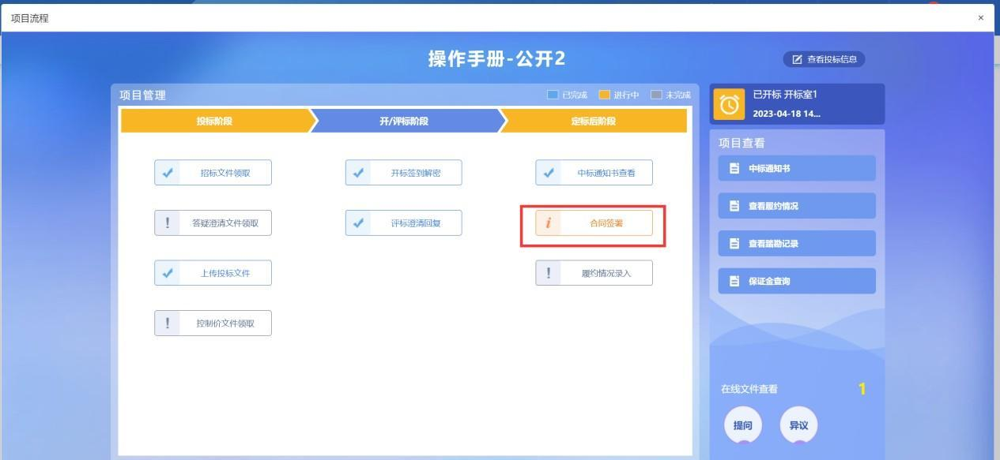 项目流程
×
操作手册-公开2
查看投标信息
项目管理
已完成
进行中
未完成
投标阶段
开/评标阶段
定标后阶段
招标文件领取
开标签到解密
中标通知书查看
答疑澄清文件领取
评标澄清回复
合同签署
上传投标文件
履约情况录入
控制价文件领取
已开标 开标室1
2023-04-18 14...
项目查看
中标通知书
查看履约情况
查看踏勘记录
保证金查询
在线文件查看
1
提问
异议